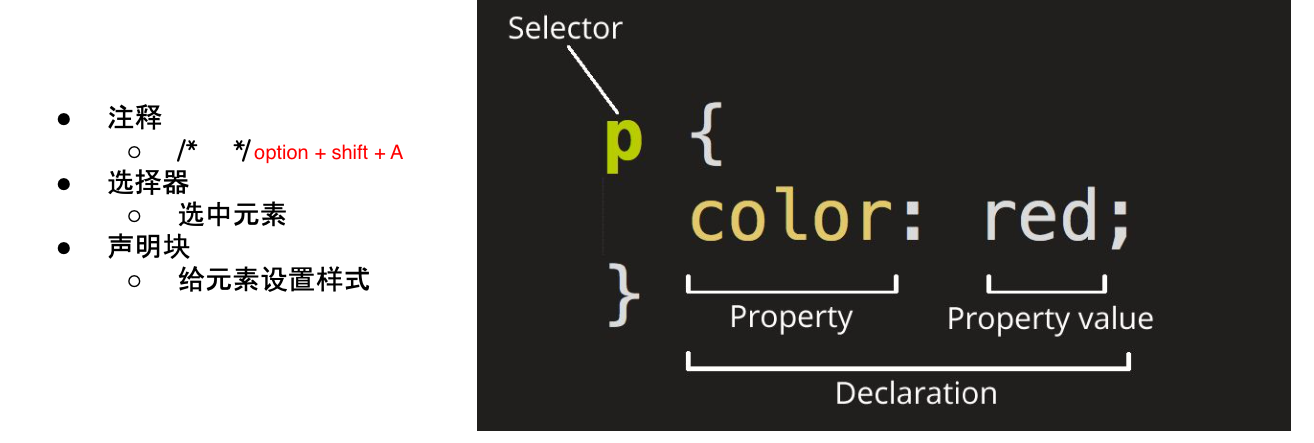 注释
/* */ option + shift + A
选择器
选中元素
声明块
给元素设置样式
Selector
p {
color: red;
}
Property
Property value
Declaration